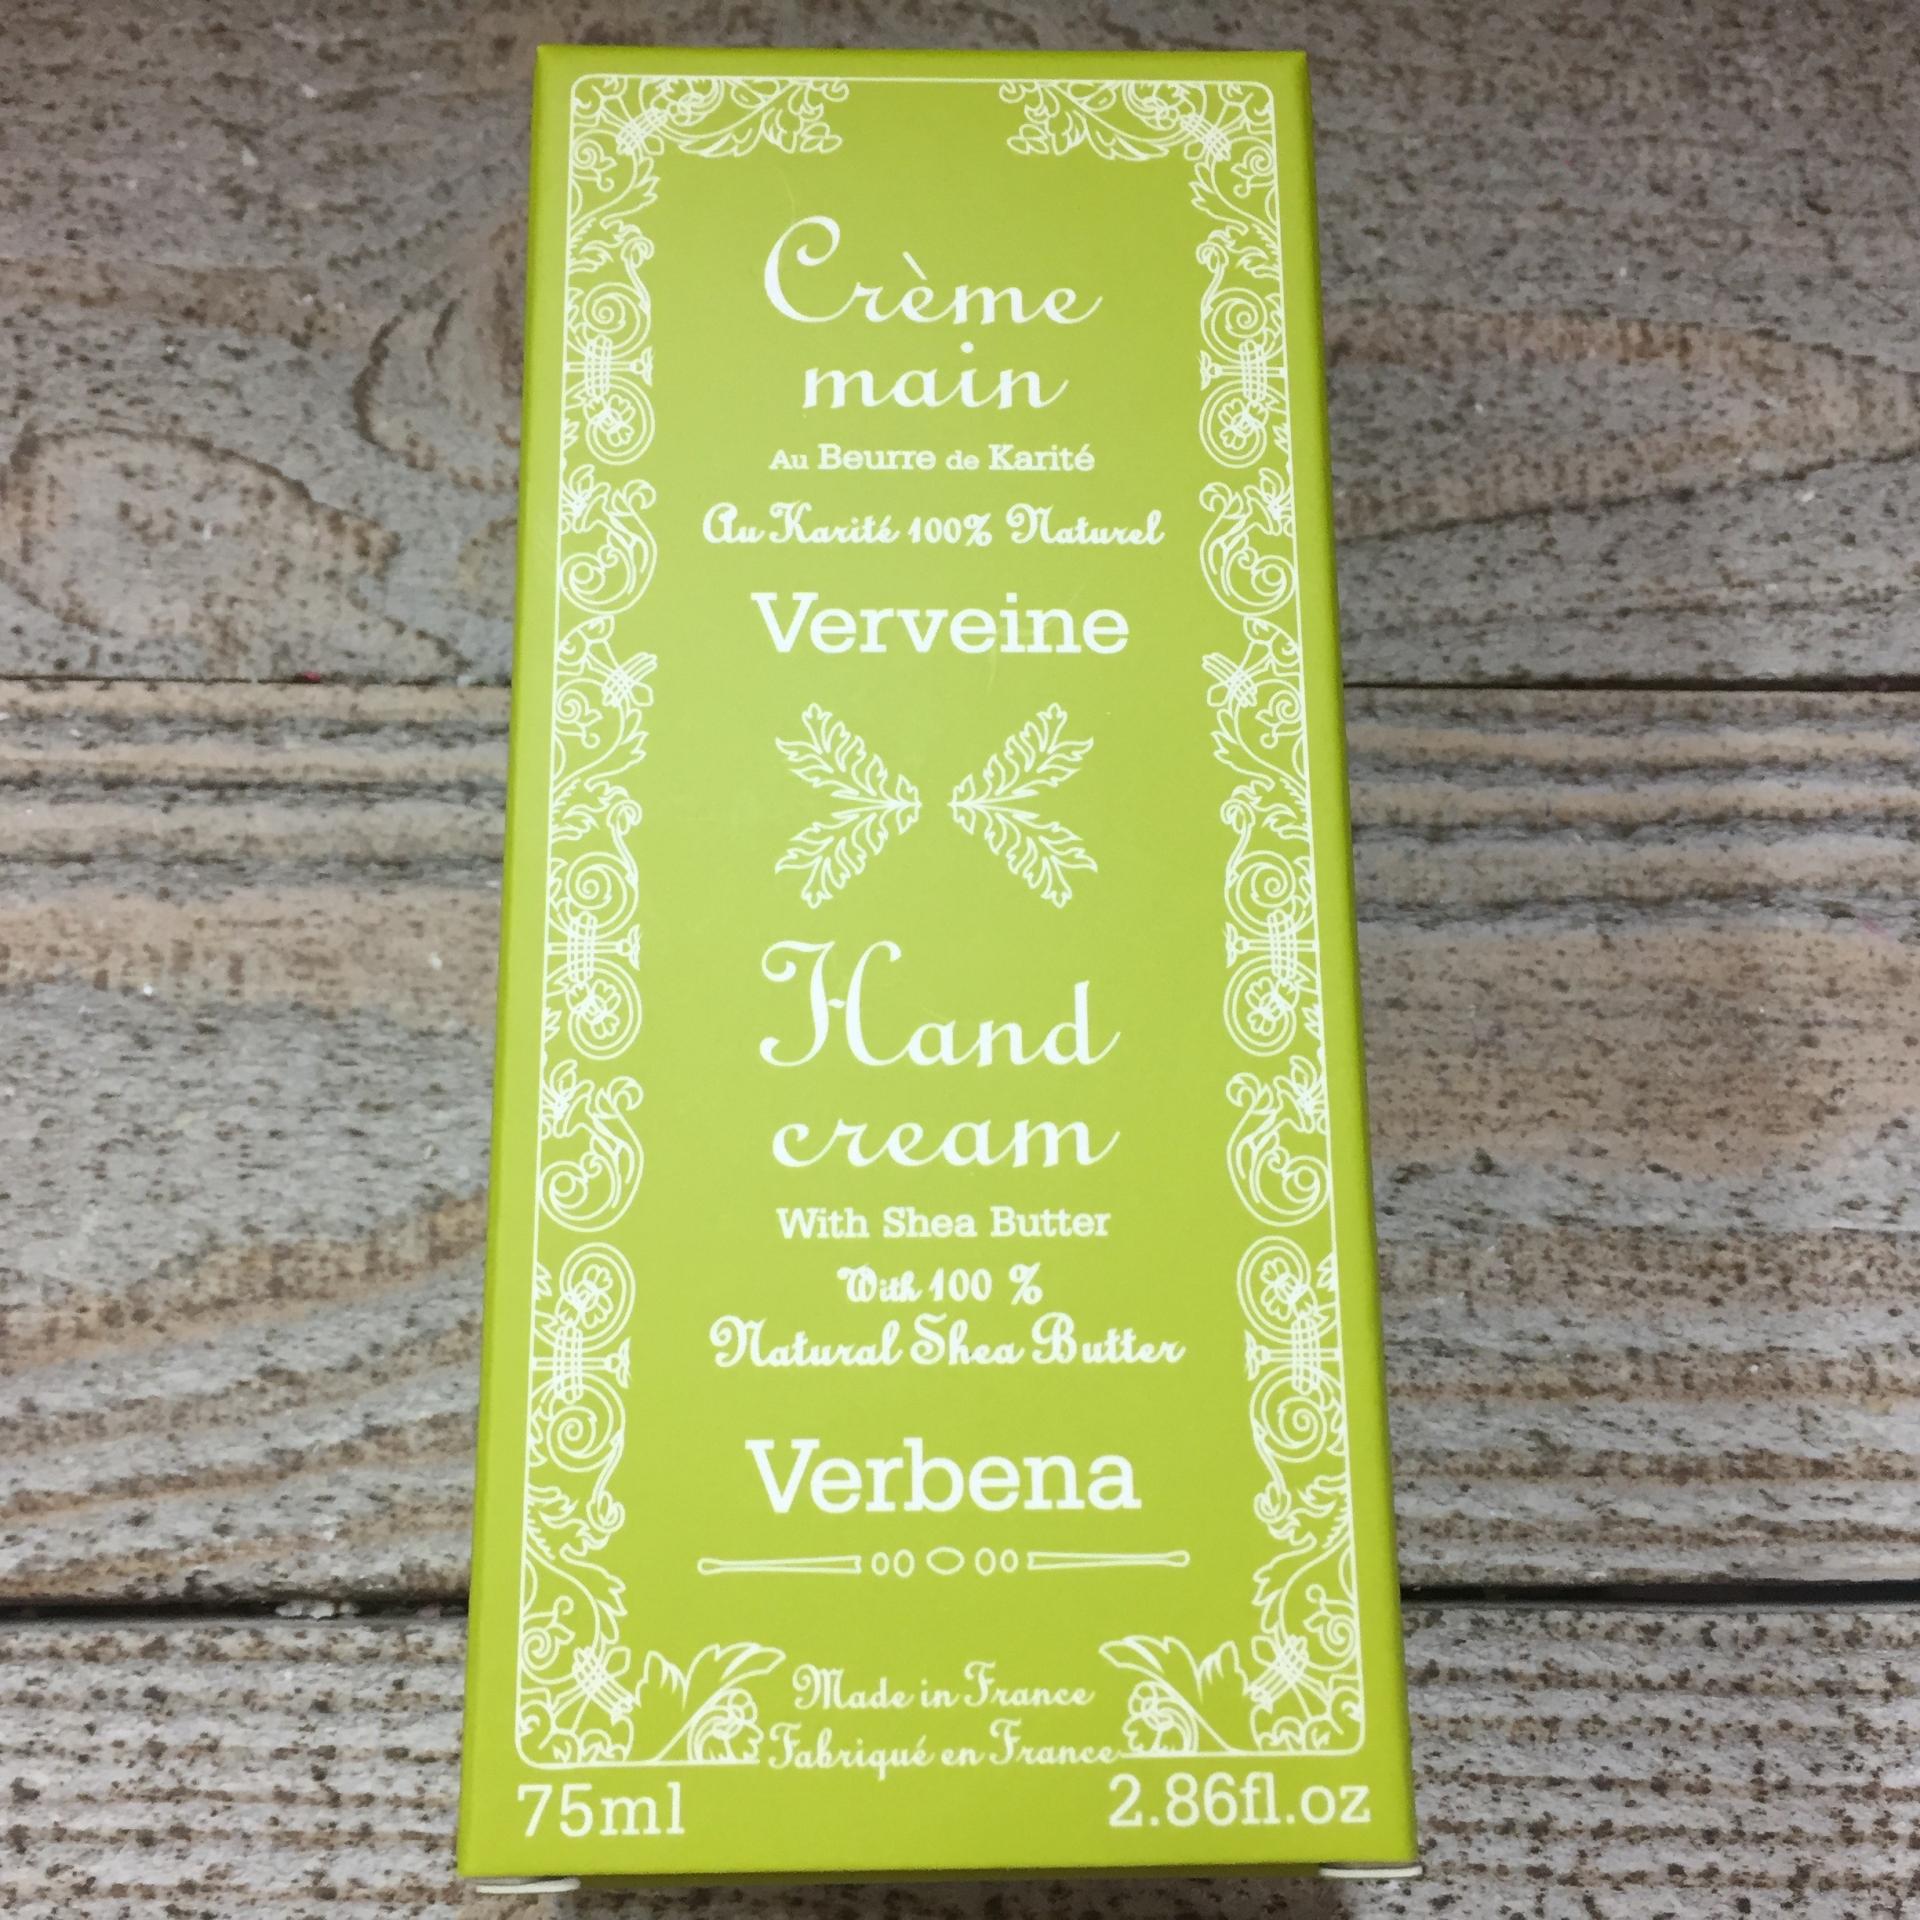 Crème
main
Au Beurre de Karité
Au Karité 100% Naturel
Verveine
Hand
cream
With Shea Butter
With 100 %
Natural Shea Butter
Verbena
Made in France
Fabriqué en France
75ml 2.86fl.oz